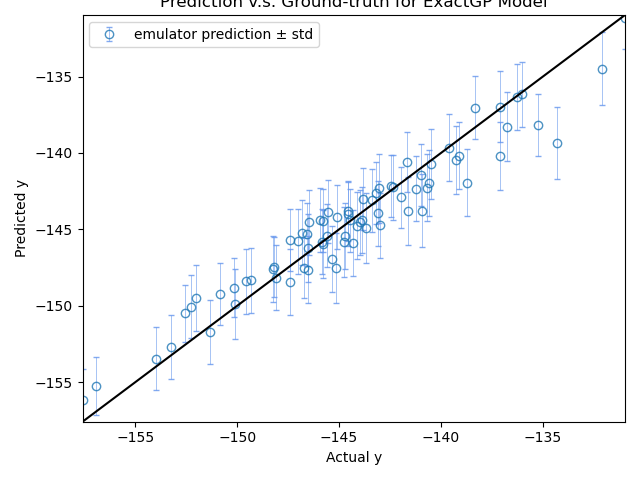 Prediction v.s. Ground-truth for ExactGP Model
emulator prediction ± std
Predicted y
−135
−140
−145
−150
−155
−155
−150
−145
−140
−135
Actual y